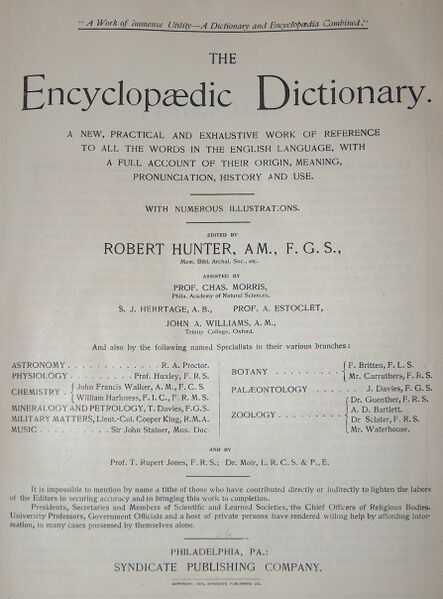 "A Work of immense Utility—A Dictionary and Encyclopædia Combined."
THE
Encyclopædic Dictionary.
A NEW, PRACTICAL AND EXHAUSTIVE WORK OF REFERENCE
TO ALL THE WORDS IN THE ENGLISH LANGUAGE, WITH
A FULL ACCOUNT OF THEIR ORIGIN, MEANING,
PRONUNCIATION, HISTORY AND USE.
WITH NUMEROUS ILLUSTRATIONS.
EDITED BY
ROBERT HUNTER, AM., F. G. S.,
Mem. Bibl. Archæl. Soc., etc.
ASSISTED BY
PROF. CHAS. MORRIS,
Phila. Academy of Natural Sciences,
S. J. HERRTAGE, A. B., PROF. A. ESTOCLET,
JOHN A. WILLIAMS, A. M.,
Trinity College, Oxford.
And also by the following named Specialists in their various branches:
ASTRONOMY . . . . . . . . . . . . R. A. Proctor.
PHYSIOLOGY . . . . . . . Prof. Huxley, F. R. S.
CHEMISTRY . { John Francis Walker, A. M., F. C. S.
William Harkness, F. I. C., F. R. M. S.
MINERALOGY AND PETROLOGY, T. Davies, F.G.S.
MILITARY MATTERS, Lieut.-Col. Cooper King, R.M.A.
MUSIC . . . . . . . . . Sir John Stainer, Mus. Doc.
BOTANY . . . . . . . . { F. Britten, F. L. S.
Mr. Carruthers, F. R. S.
PALÆONTOLOGY . . . . . . J. Davies, F. G. S.
ZOOLOGY . . . . . . . { Dr. Guenther, F. R. S.
A. D. Bartlett.
Dr. Sclater, F. R. S.
Mr. Waterhouse.
AND BY
Prof. T. Rupert Jones, F. R. S.; Dr. Moir, L. R. C. S. & P., E.
It is impossible to mention by name a tithe of those who have contributed directly or indirectly to lighten the labors
of the Editors in securing accuracy and in bringing this work to completion.
Presidents, Secretaries and Members of Scientific and Learned Societies, the Chief Officers of Religious Bodies.
University Professors, Government Officials and a host of private persons have rendered willing help by affording infor-
mation, in many cases possessed by themselves alone.
PHILADELPHIA, PA.:
SYNDICATE PUBLISHING COMPANY.
COPYRIGHT, SYNDICATE PUBLISHING CO.